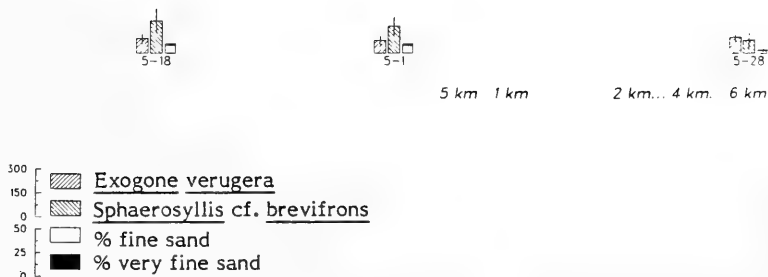 5-18 5-1 5-28
5 km 1 km 2 km... 4 km. 6 km
300
150
0
Exogone verugera
Sphaerosyllis cf. brevifrons
50
25
0
% fine sand
% very fine sand